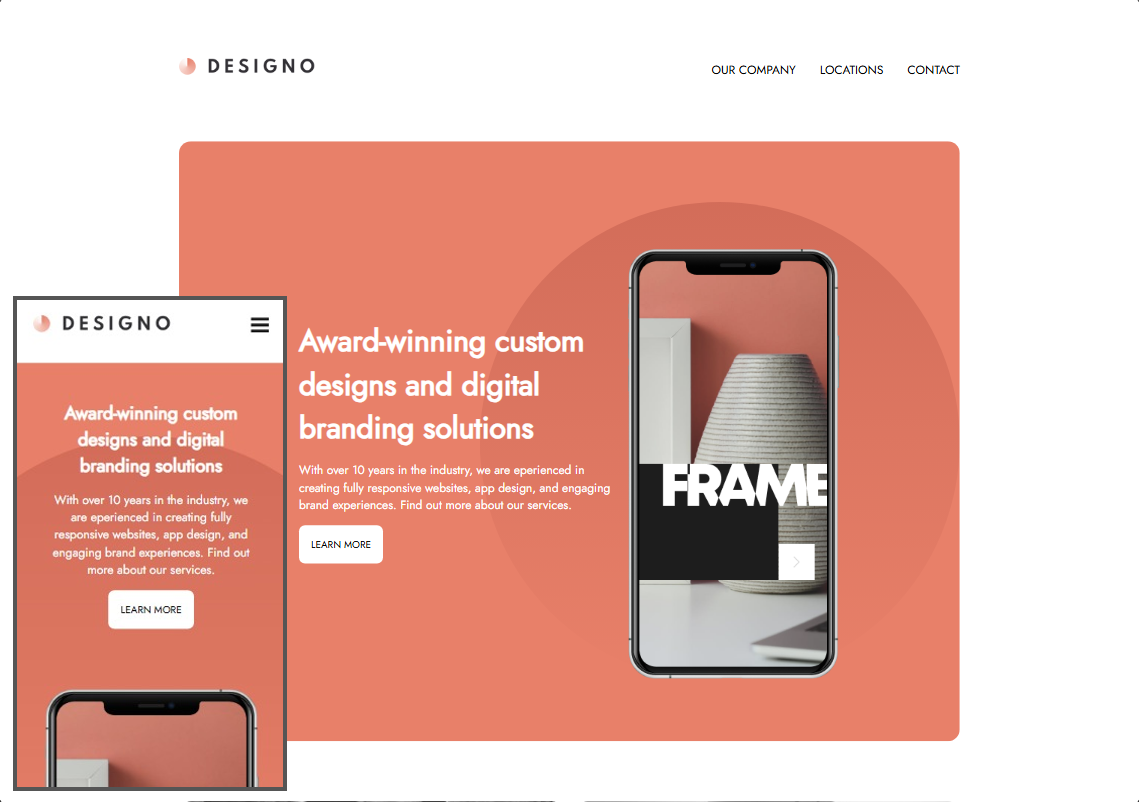 DESIGNO
OUR COMPANY LOCATIONS CONTACT
Award-winning custom
designs and digital
branding solutions
With over 10 years in the industry, we are eperienced in
creating fully responsive websites, app design, and engaging
brand experiences. Find out more about our services.
LEARN MORE
FRAME
DESIGNO
Award-winning custom
designs and digital
branding solutions
With over 10 years in the industry, we
are eperienced in creating fully
responsive websites, app design, and
engaging brand experiences. Find out
more about our services.
LEARN MORE